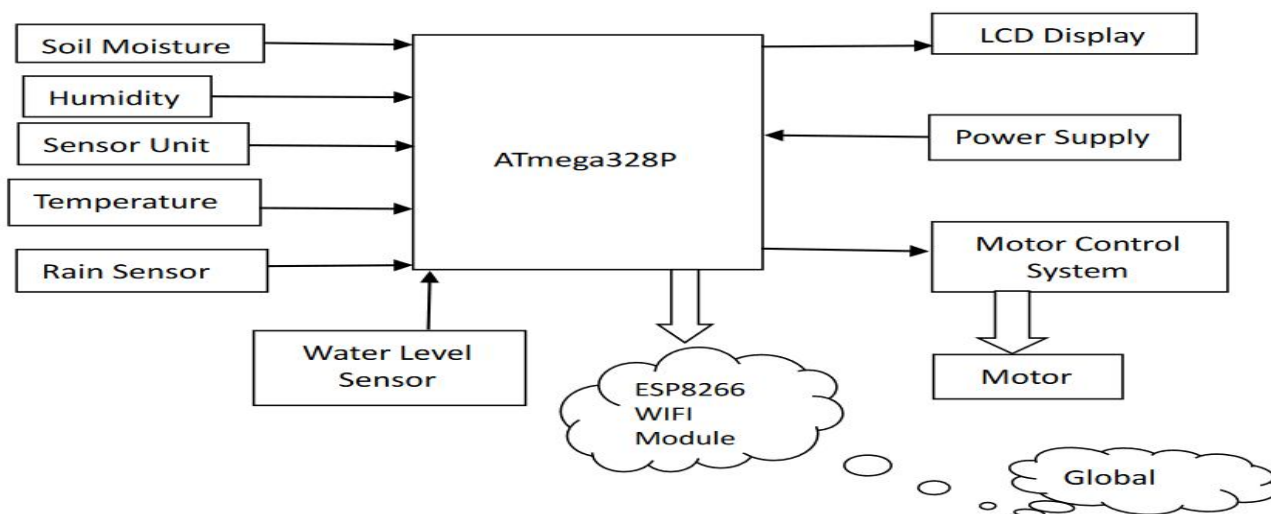 Soil Moisture
Humidity
Sensor Unit
Temperature
Rain Sensor
Water Level
Sensor
ATmega328P
LCD Display
Power Supply
Motor Control
System
Motor
ESP8266
WIFI
Module
Global